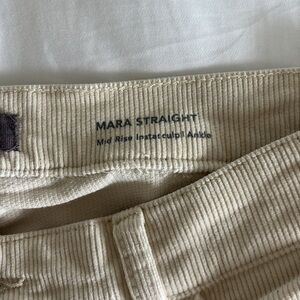 MARA STRAIGHT
Mid Rise Instasculpt Ankle